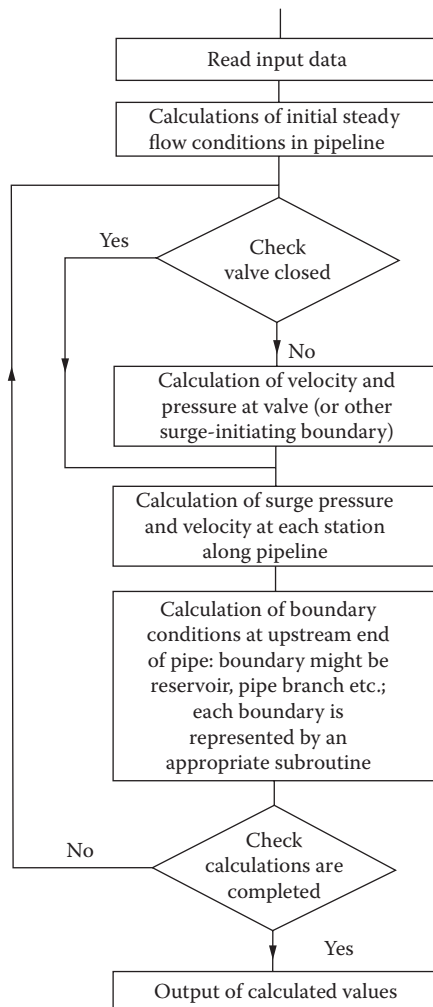 Read input data
Calculations of initial steady
flow conditions in pipeline
Yes
Check
valve closed
No
Calculation of velocity and
pressure at valve (or other
surge-initiating boundary)
Calculation of surge pressure
and velocity at each station
along pipeline
Calculation of boundary
conditions at upstream end
of pipe: boundary might be
reservoir, pipe branch etc.;
each boundary is
represented by an
appropriate subroutine
No
Check
calculations are
completed
Yes
Output of calculated values